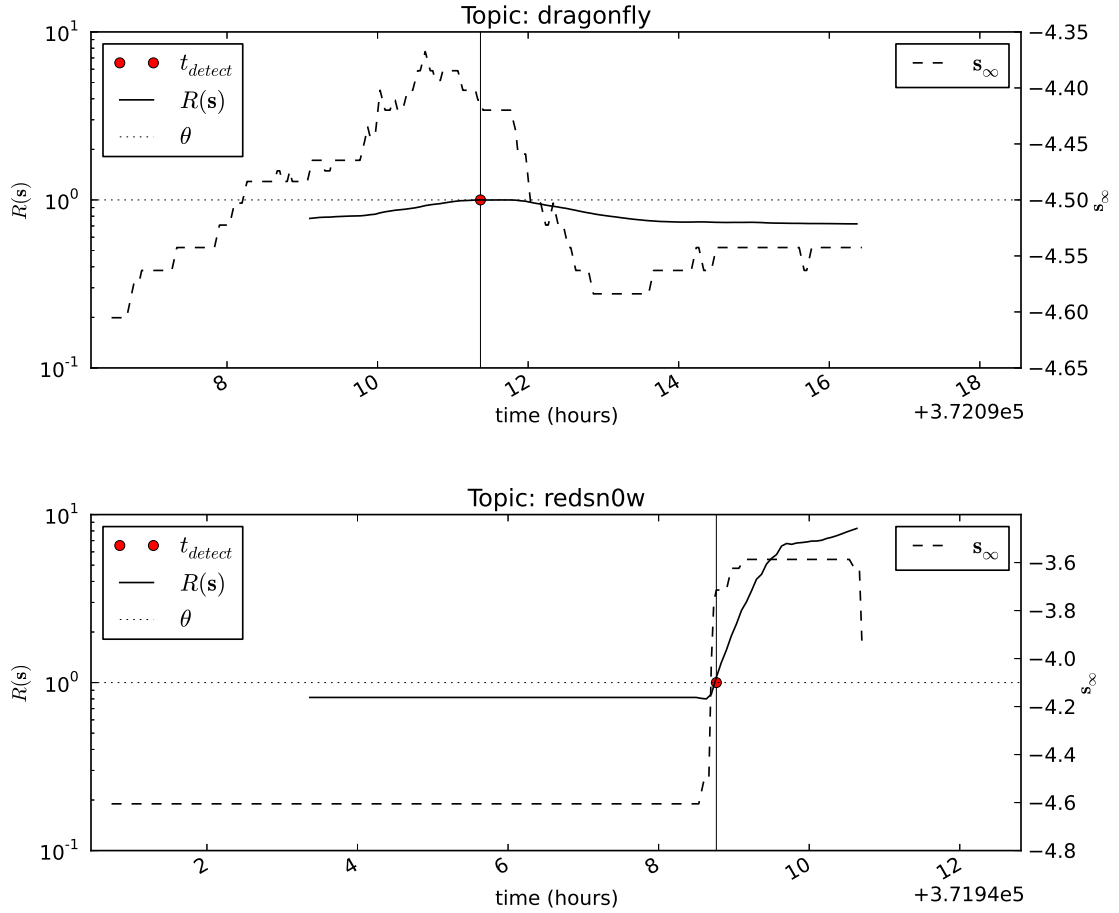 Topic: dragonfly
t_detect
R(s)
θ
s_∞
10^1
10^0
10^-1
R(s)
−4.35
−4.40
−4.45
−4.50
−4.55
−4.60
−4.65
s_∞
8 10 12 14 16 18
time (hours)
+3.7209e5
Topic: redsn0w
t_detect
R(s)
θ
s_∞
10^1
10^0
10^-1
R(s)
−3.6
−3.8
−4.0
−4.2
−4.4
−4.6
−4.8
s_∞
2 4 6 8 10 12
time (hours)
+3.7194e5